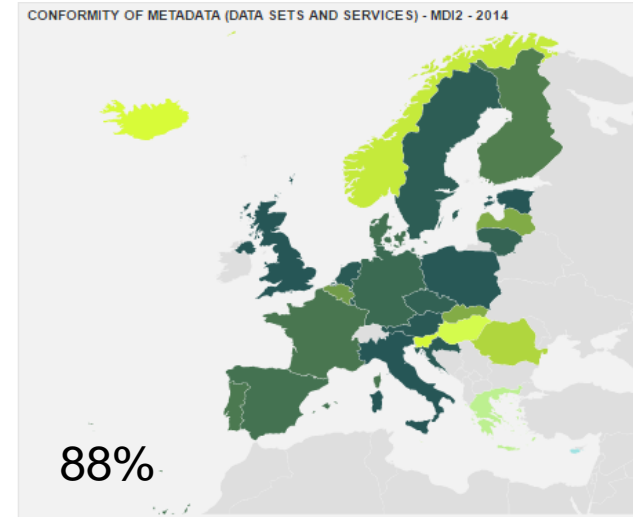 CONFORMITY OF METADATA (DATA SETS AND SERVICES) - MDI2 - 2014
88%